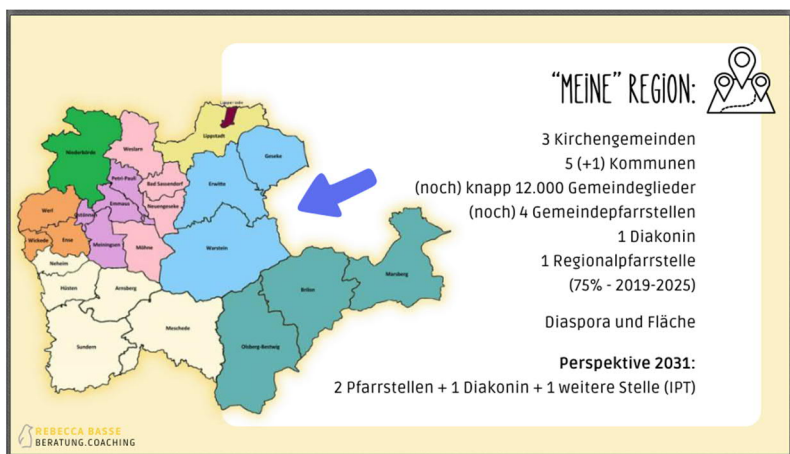 "MEINE" REGION:
3 Kirchengemeinden
5 (+1) Kommunen
(noch) knapp 12.000 Gemeindeglieder
(noch) 4 Gemeindepfarrstellen
1 Diakonin
1 Regionalpfarrstelle
(75% - 2019-2025)
Diaspora und Fläche
Perspektive 2031:
2 Pfarrstellen + 1 Diakonin + 1 weitere Stelle (IPT)
Lippstadt
Niederbörde
Weslarn
Geseke
Petri-Pauli
Bad Sassendorf
Erwitte
Emmaus
Neuengeseke
Werl
Wickede
Ense
Meiningsen
Möhne
Warstein
Neheim
Hüsten
Arnsberg
Meschede
Sundern
Marsberg
Brilon
Olsberg-Bestwig
REBECCA BASSE
BERATUNG.COACHING